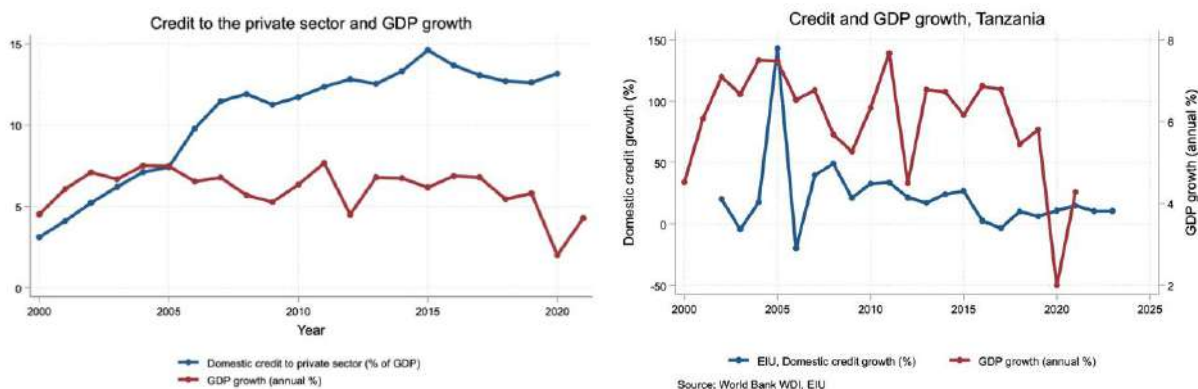 Credit to the private sector and GDP growth
15
10
5
0
2000
2005
2010
2015
2020
Year
Domestic credit to private sector (% of GDP)
GDP growth (annual %)
Credit and GDP growth, Tanzania
Domestic credit growth (%)
150
100
50
0
-50
GDP growth (annual %)
8
6
4
2
2000
2005
2010
2015
2020
2025
EIU, Domestic credit growth (%)
GDP growth (annual %)
Source: World Bank WDI, EIU